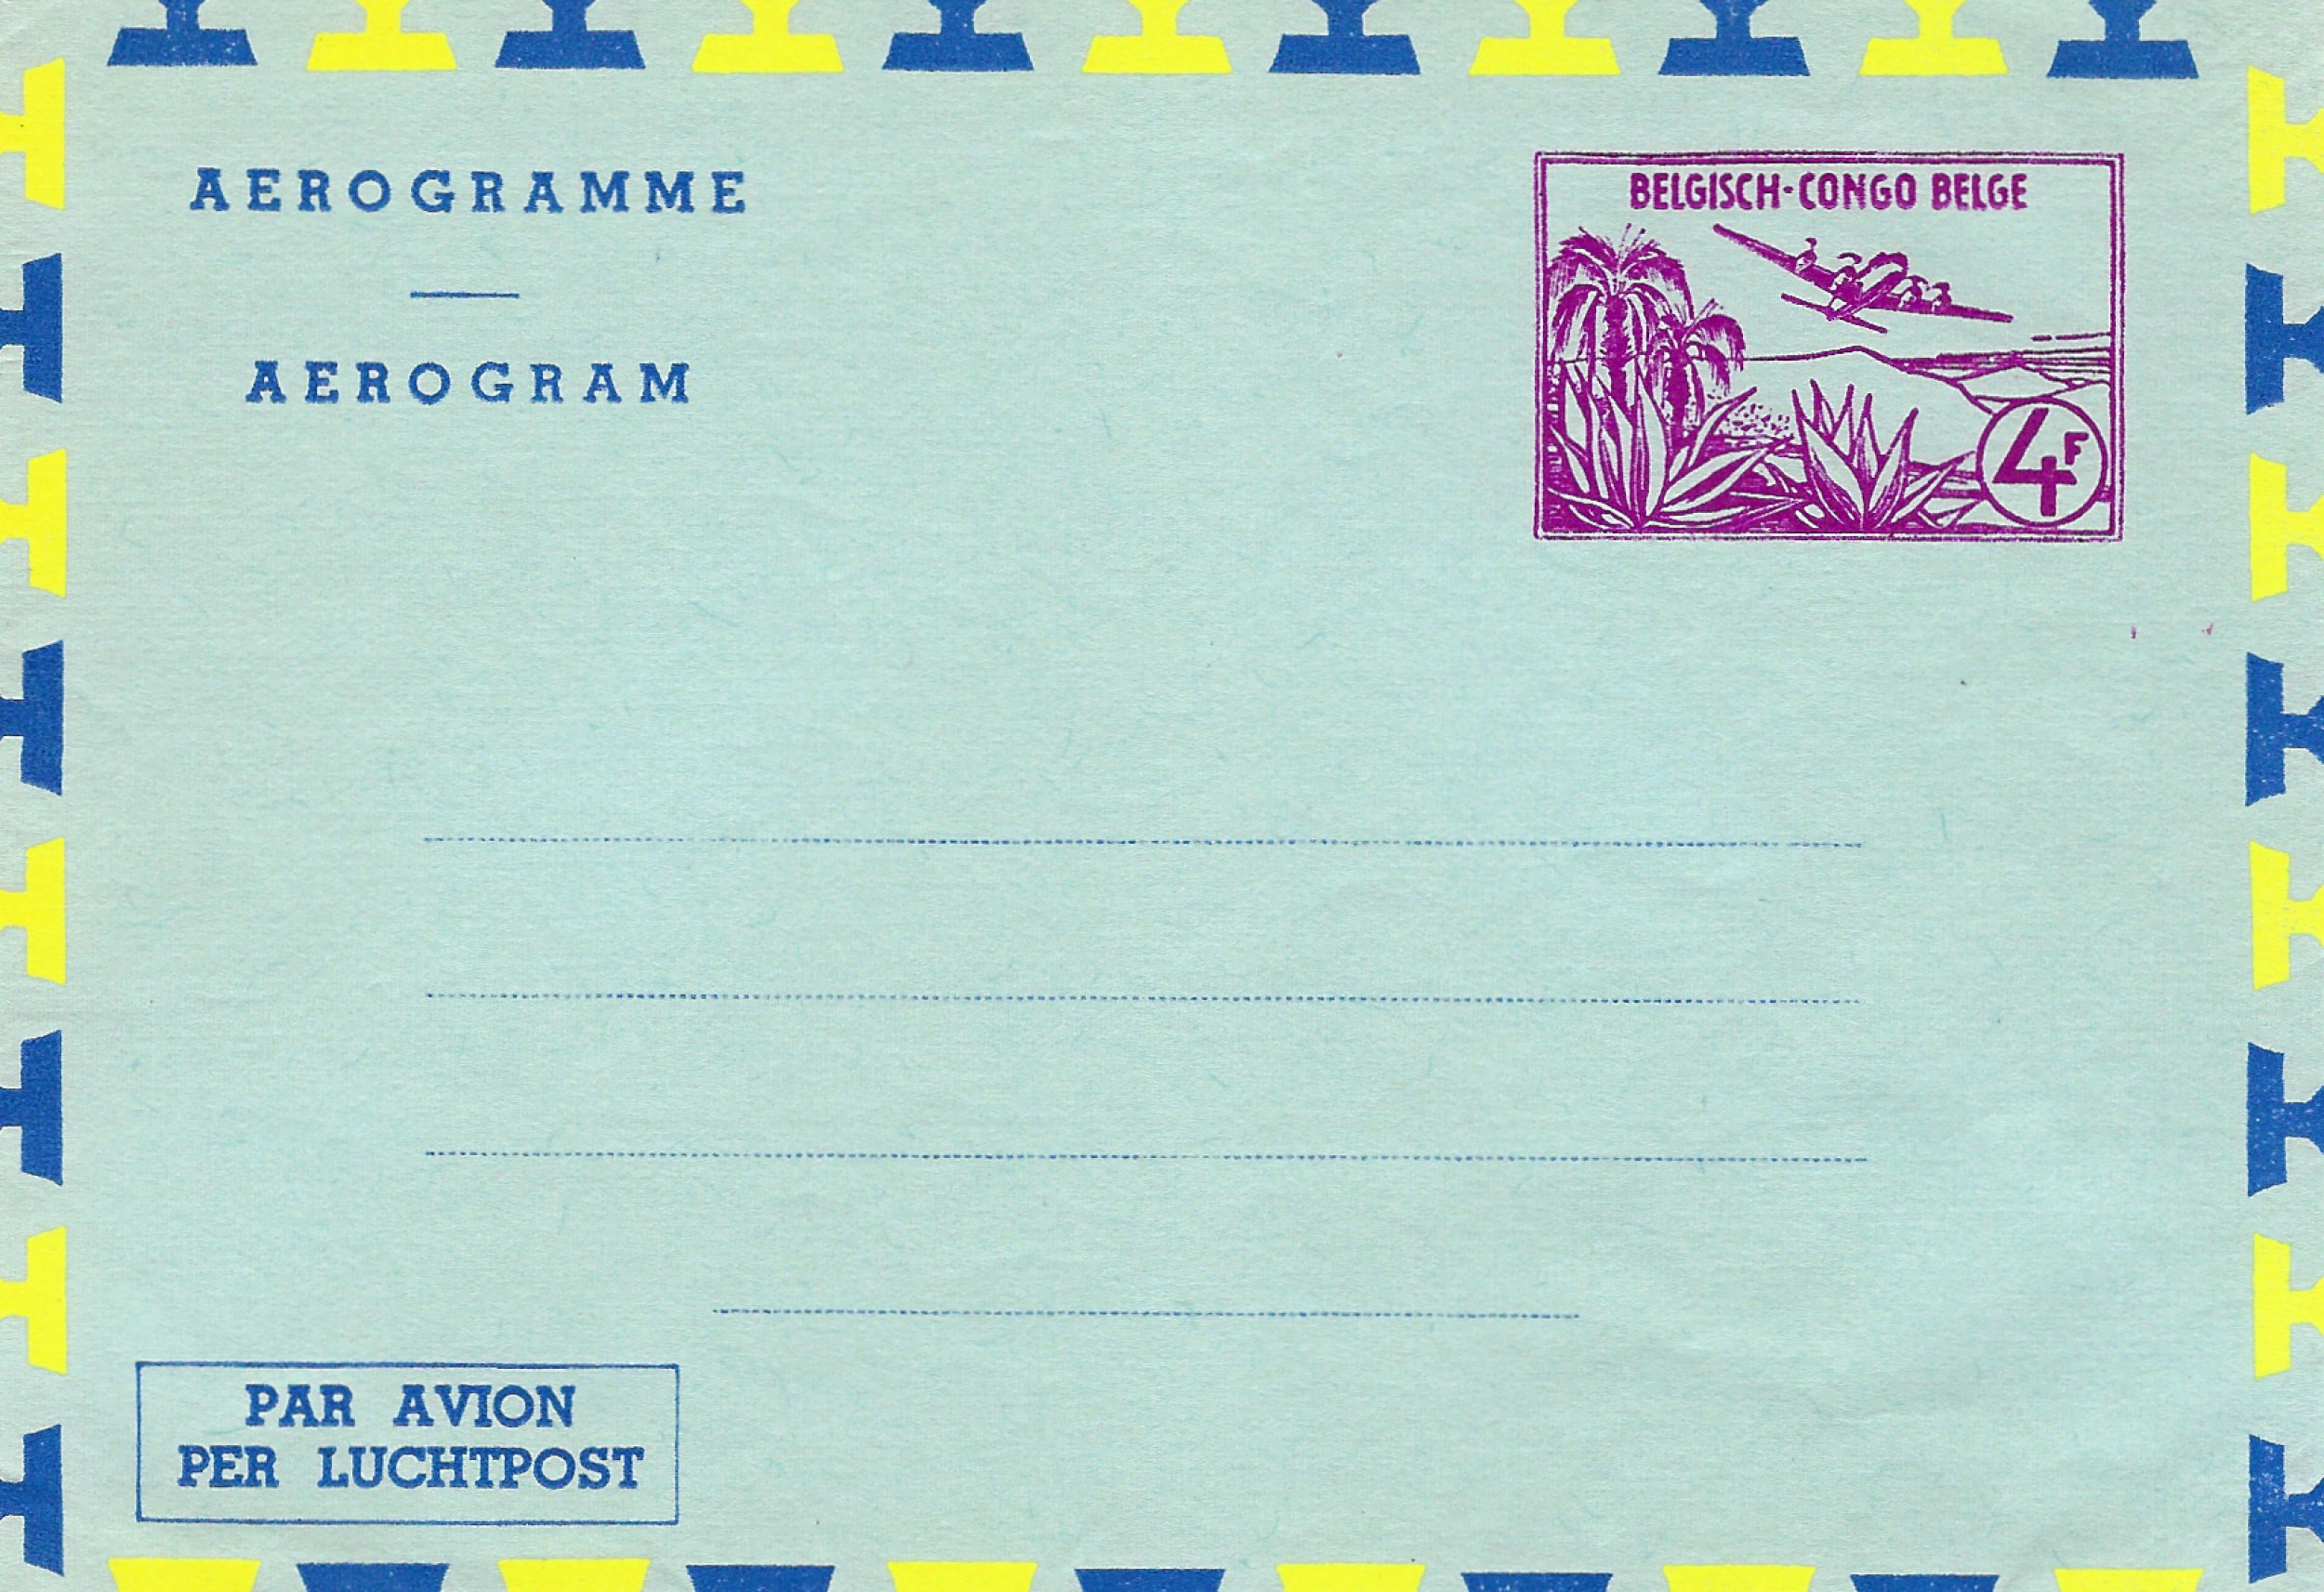 AEROGRAMME
AEROGRAM
BELGISCH-CONGO BELGE
4F
PAR AVION
PER LUCHTPOST